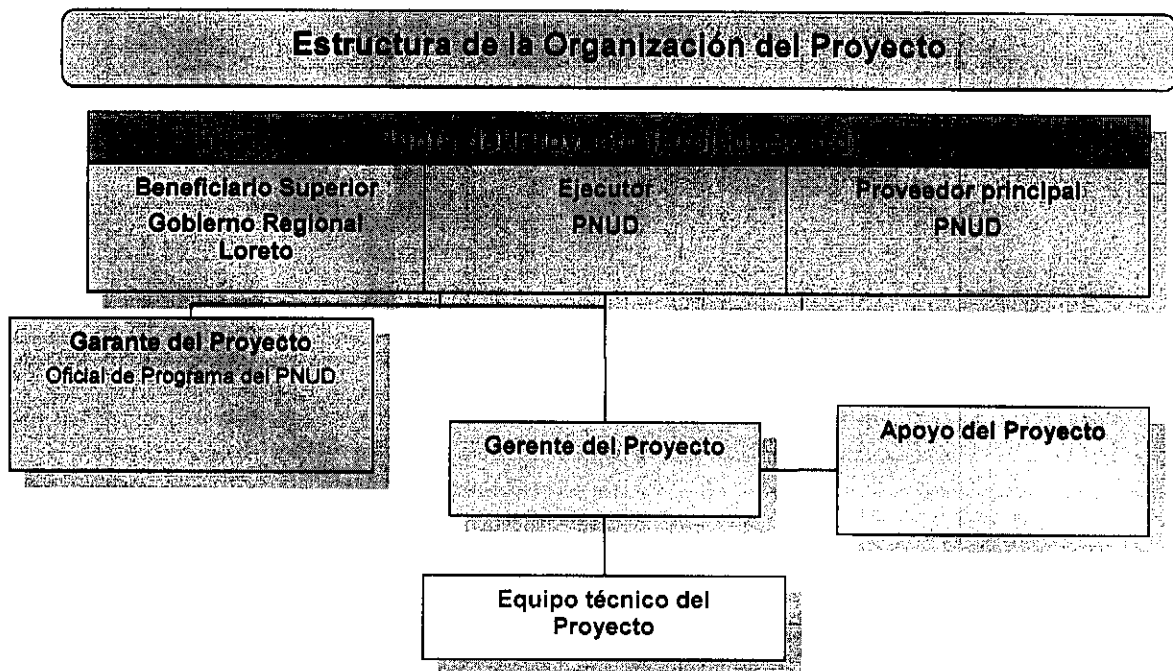 Estructura de la Organización del Proyecto
Beneficiario Superior
Gobierno Regional
Loreto
Ejecutor
PNUD
Proveedor principal
PNUD
Garante del Proyecto
Oficial de Programa del PNUD
Gerente del Proyecto
Apoyo del Proyecto
Equipo técnico del
Proyecto